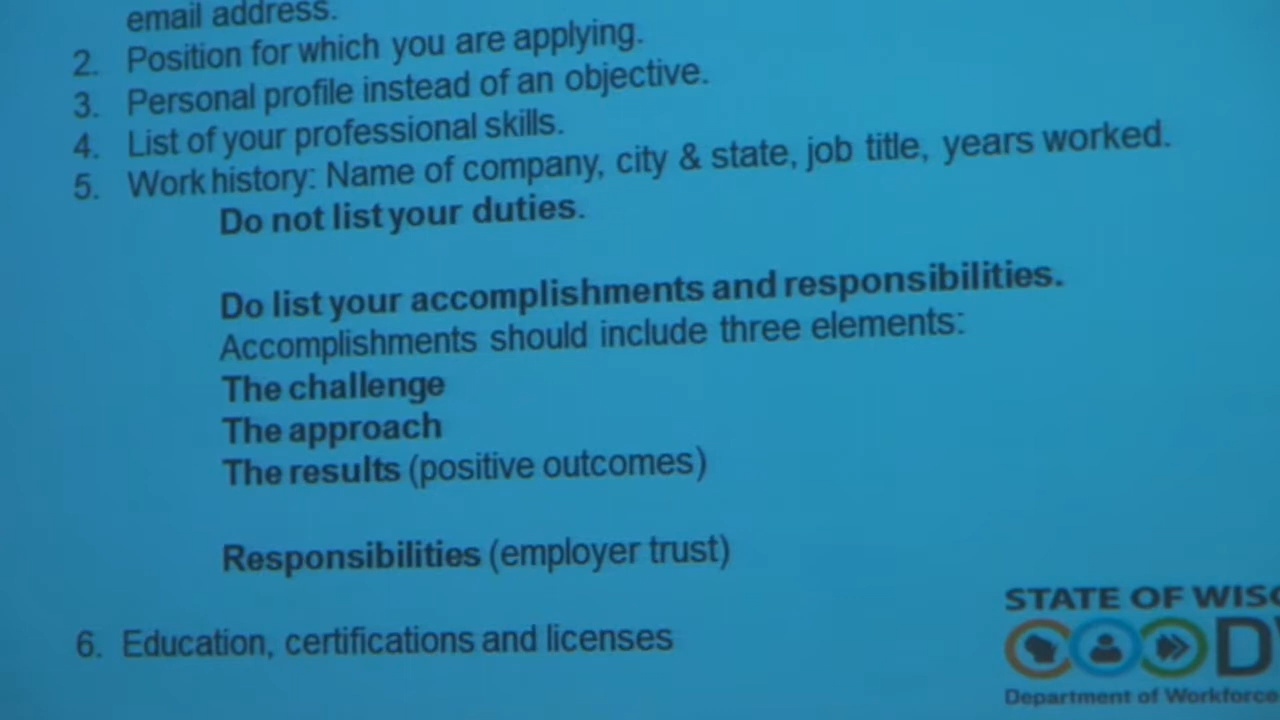 email address.
2. Position for which you are applying.
3. Personal profile instead of an objective.
4. List of your professional skills.
5. Work history: Name of company, city & state, job title, years worked.
Do not list your duties.
Do list your accomplishments and responsibilities.
Accomplishments should include three elements:
The challenge
The approach
The results (positive outcomes)
Responsibilities (employer trust)
6. Education, certifications and licenses
STATE OF WISC
D
Department of Workforce